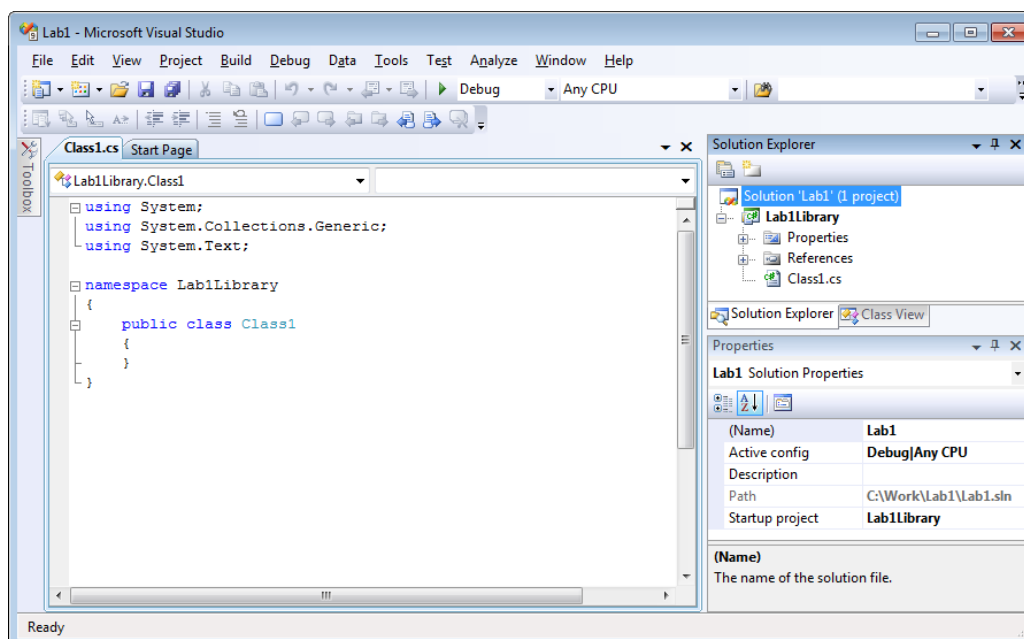 Lab1 - Microsoft Visual Studio
File Edit View Project Build Debug Data Tools Test Analyze Window Help
Debug Any CPU
Toolbox
Class1.cs Start Page
Lab1Library.Class1
using System;
using System.Collections.Generic;
using System.Text;
namespace Lab1Library
{
public class Class1
{
}
}
Solution Explorer
Solution 'Lab1' (1 project)
Lab1Library
Properties
References
Class1.cs
Solution Explorer Class View
Properties
Lab1 Solution Properties
(Name) Lab1
Active config Debug|Any CPU
Description
Path C:\Work\Lab1\Lab1.sln
Startup project Lab1Library
(Name)
The name of the solution file.
Ready